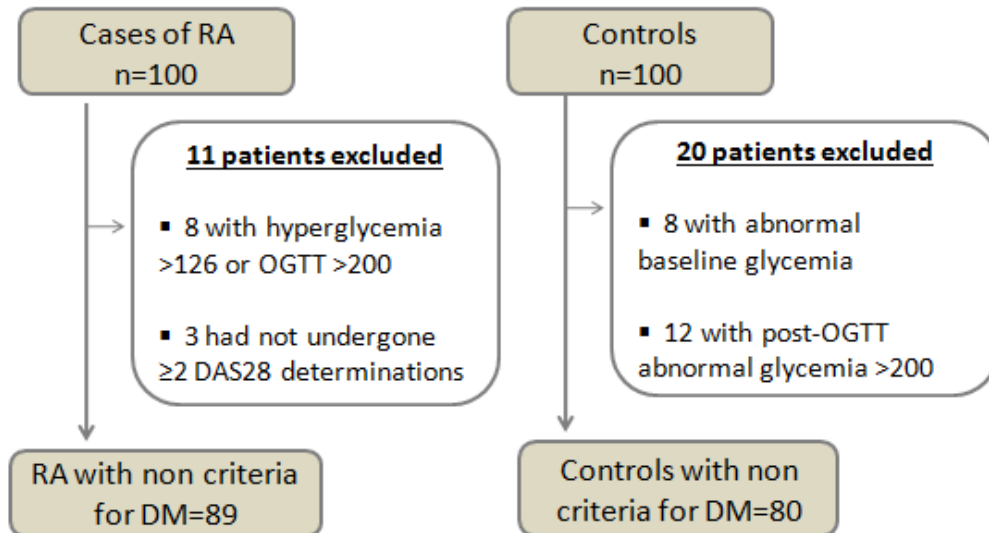 Cases of RA
n=100
11 patients excluded
▪ 8 with hyperglycemia
>126 or OGTT >200
▪ 3 had not undergone
≥2 DAS28 determinations
RA with non criteria
for DM=89
Controls
n=100
20 patients excluded
▪ 8 with abnormal
baseline glycemia
▪ 12 with post-OGTT
abnormal glycemia >200
Controls with non
criteria for DM=80